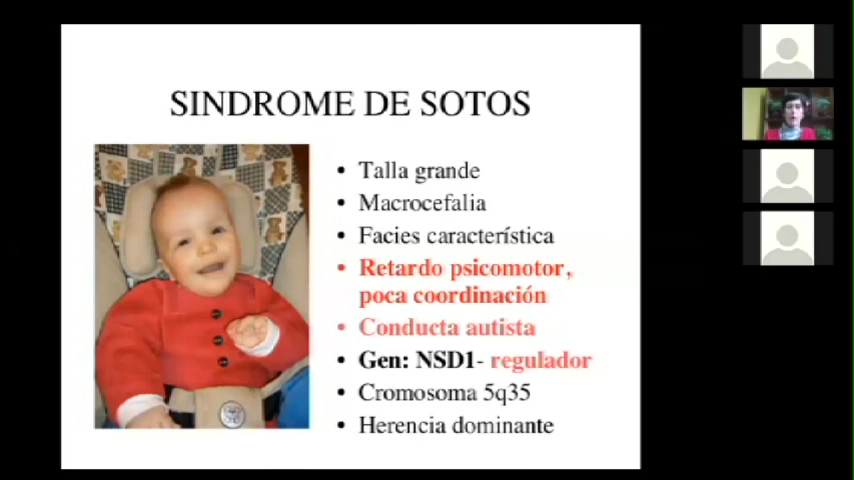 SINDROME DE SOTOS
• Talla grande
• Macrocefalia
• Facies característica
• Retardo psicomotor,
poca coordinación
• Conducta autista
• Gen: NSD1- regulador
• Cromosoma 5q35
• Herencia dominante